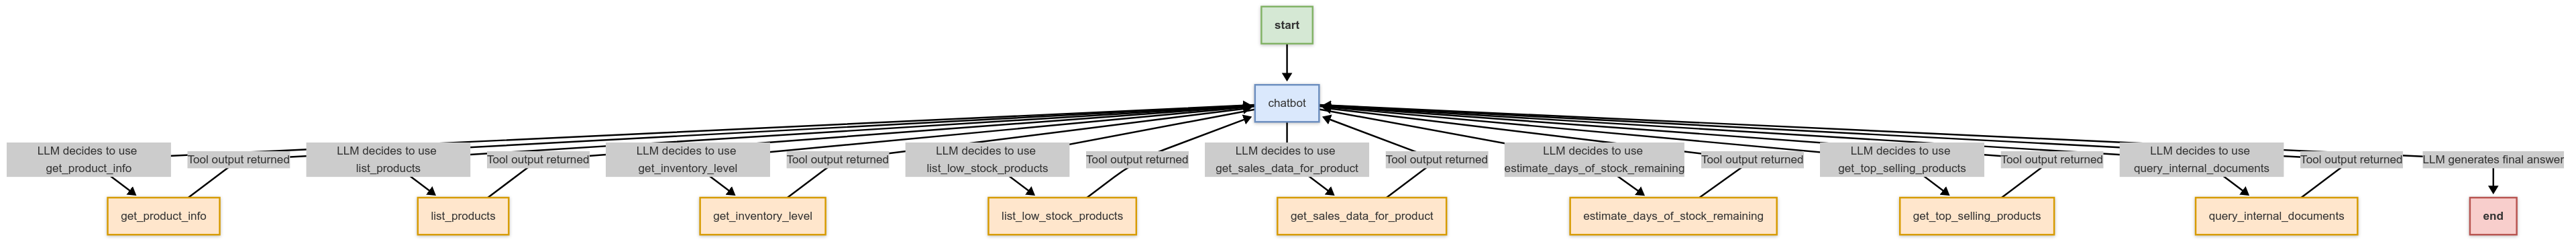 start
chatbot
LLM decides to use
get_product_info
Tool output returned
LLM decides to use
list_products
Tool output returned
LLM decides to use
get_inventory_level
Tool output returned
LLM decides to use
list_low_stock_products
Tool output returned
LLM decides to use
get_sales_data_for_product
Tool output returned
LLM decides to use
estimate_days_of_stock_remaining
Tool output returned
LLM decides to use
get_top_selling_products
Tool output returned
LLM decides to use
query_internal_documents
Tool output returned
LLM generates final answer
get_product_info
list_products
get_inventory_level
list_low_stock_products
get_sales_data_for_product
estimate_days_of_stock_remaining
get_top_selling_products
query_internal_documents
end